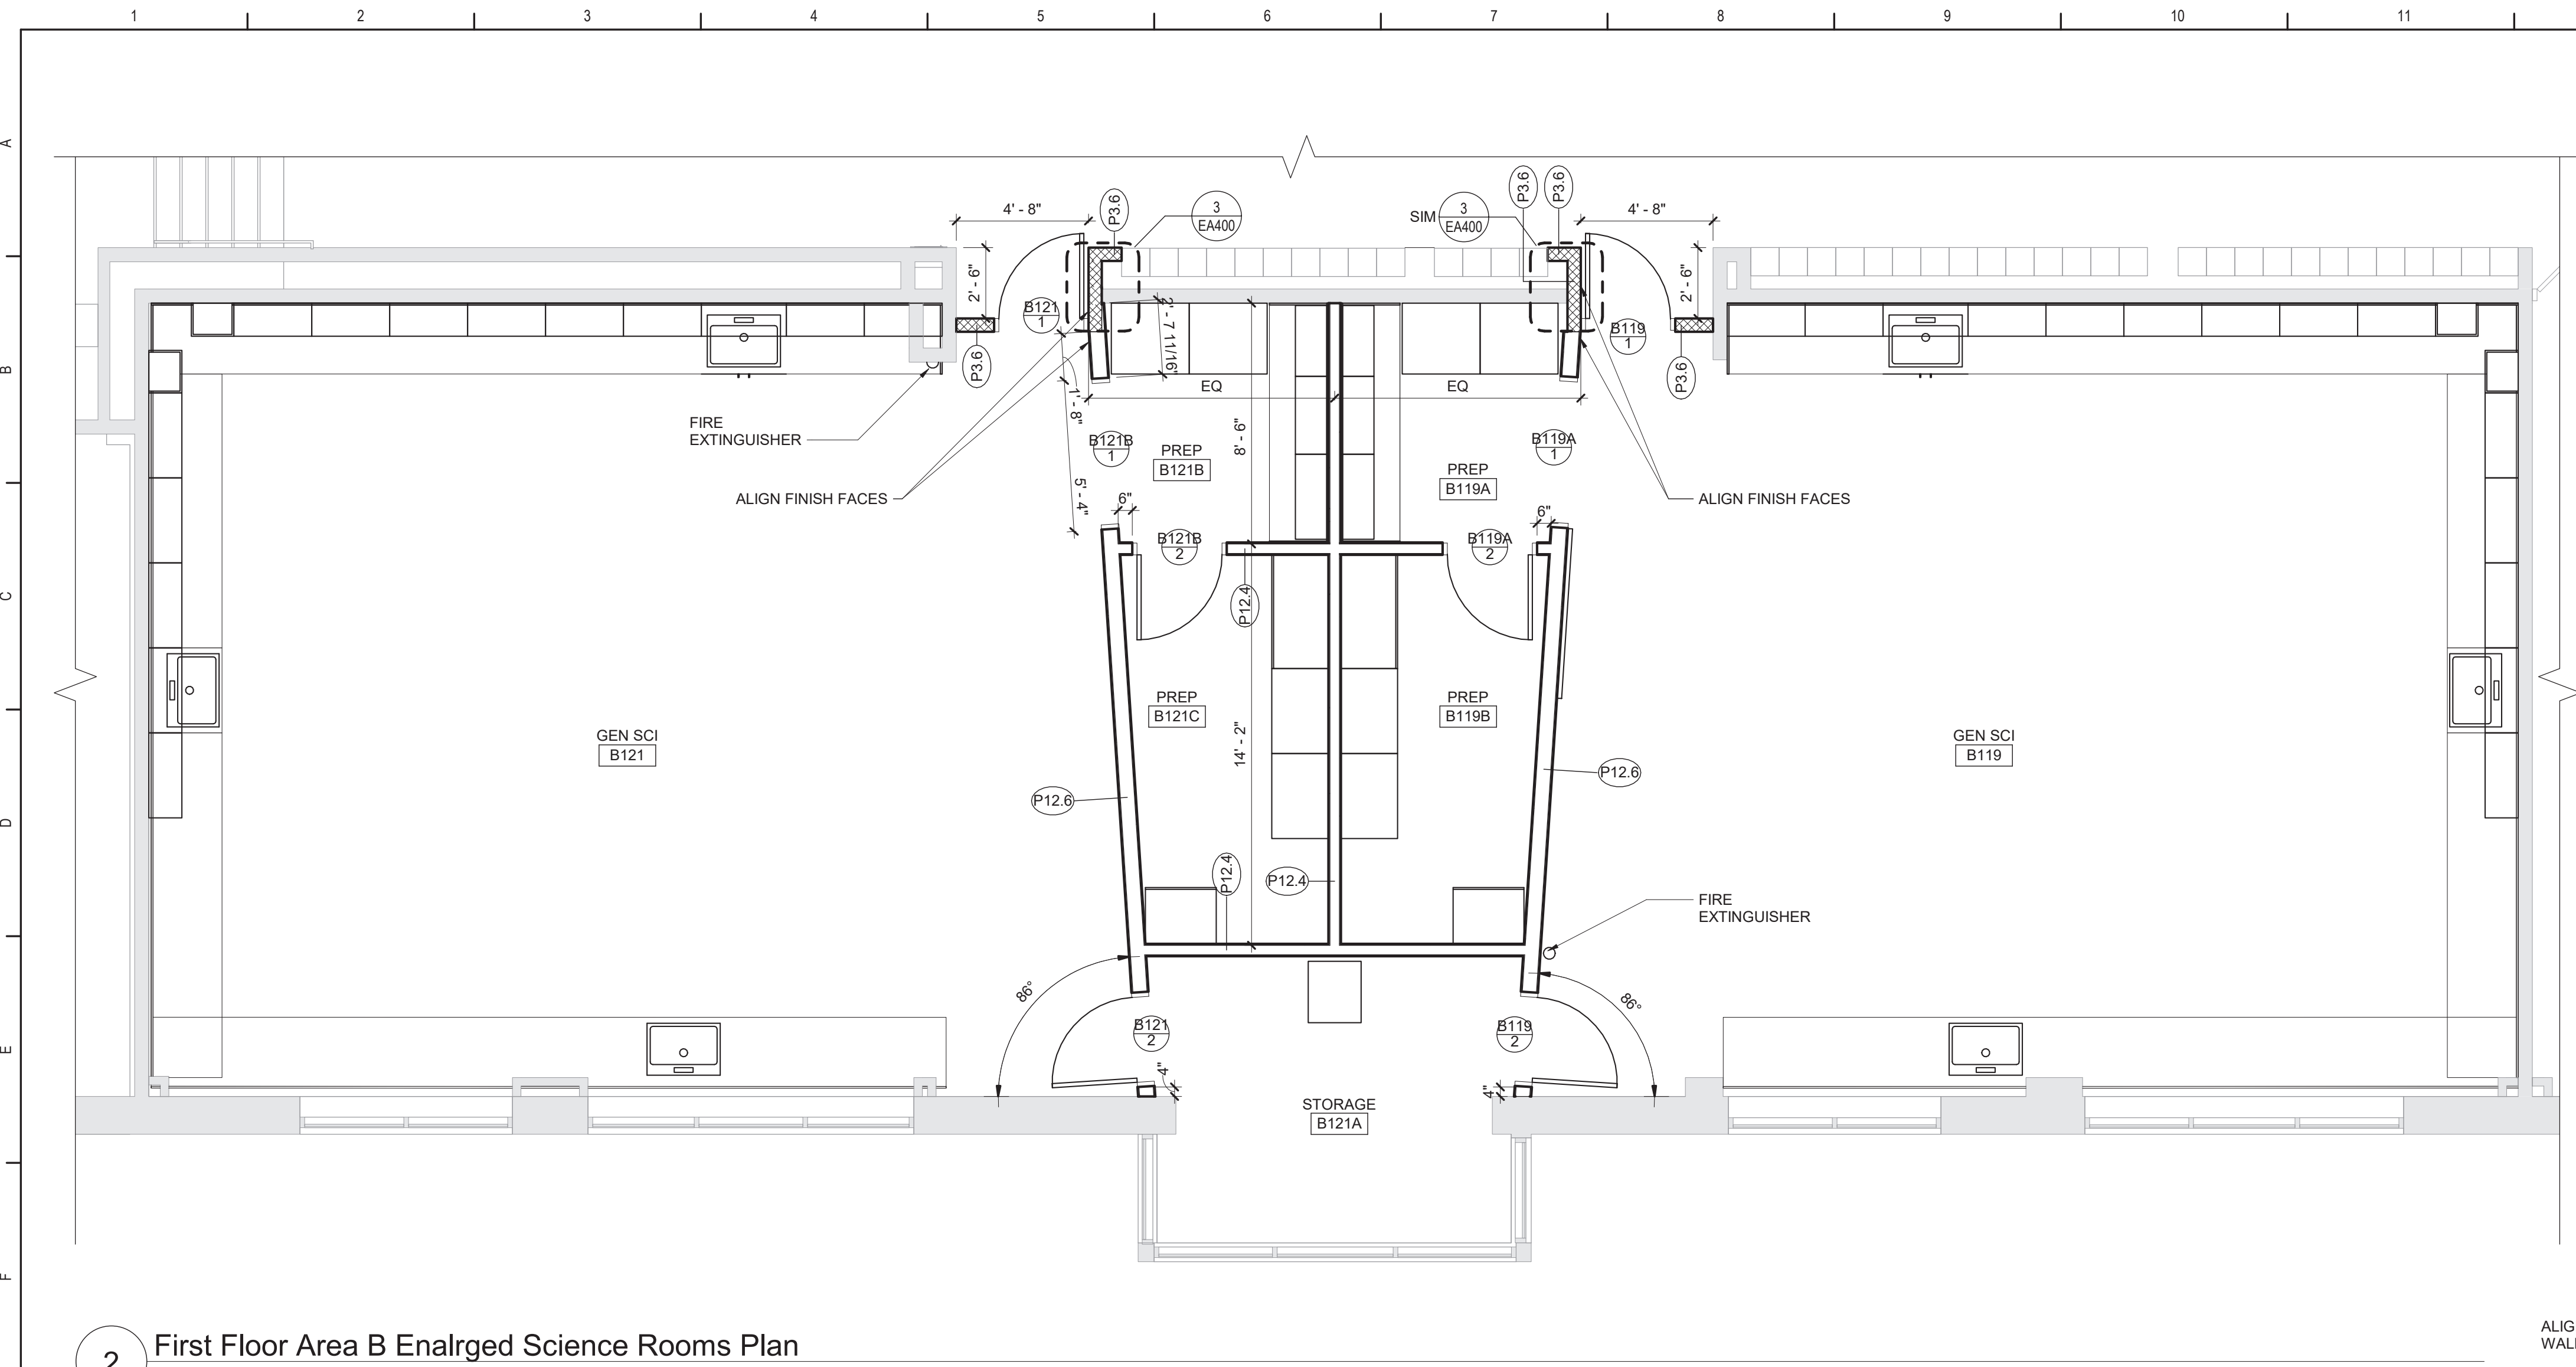 1 2 3 4 5 6 7 8 9 10 11
A
B
C
D
E
F
4' - 8"
P3.6
3
EA400
SIM
3
EA400
P3.6
P3.6
4' - 8"
2' - 6"
2' - 6"
B121
1
B119
1
P3.6
P3.6
2' - 7 11/16"
1' - 8"
EQ
EQ
FIRE
EXTINGUISHER
8' - 6"
B121B
1
B119A
1
PREP
B121B
PREP
B119A
ALIGN FINISH FACES
ALIGN FINISH FACES
5' - 4"
6"
6"
B121B
2
B119A
2
P12.4
PREP
B121C
PREP
B119B
14' - 2"
GEN SCI
B121
GEN SCI
B119
P12.6
P12.6
P12.4
P12.4
FIRE
EXTINGUISHER
86°
86°
B121
2
B119
2
4"
4"
STORAGE
B121A
2
First Floor Area B Enalrged Science Rooms Plan
ALIG
WAL